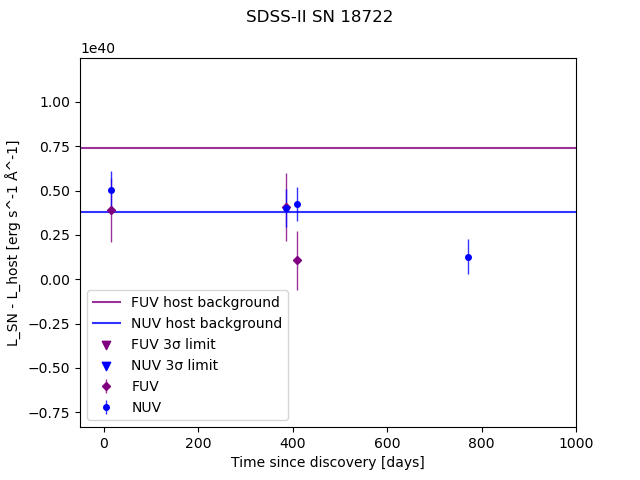 SDSS-II SN 18722
1e40
1.00
0.75
0.50
0.25
0.00
−0.25
−0.50
−0.75
L_SN - L_host [erg s^-1 Å^-1]
FUV host background
NUV host background
FUV 3σ limit
NUV 3σ limit
FUV
NUV
0 200 400 600 800 1000
Time since discovery [days]